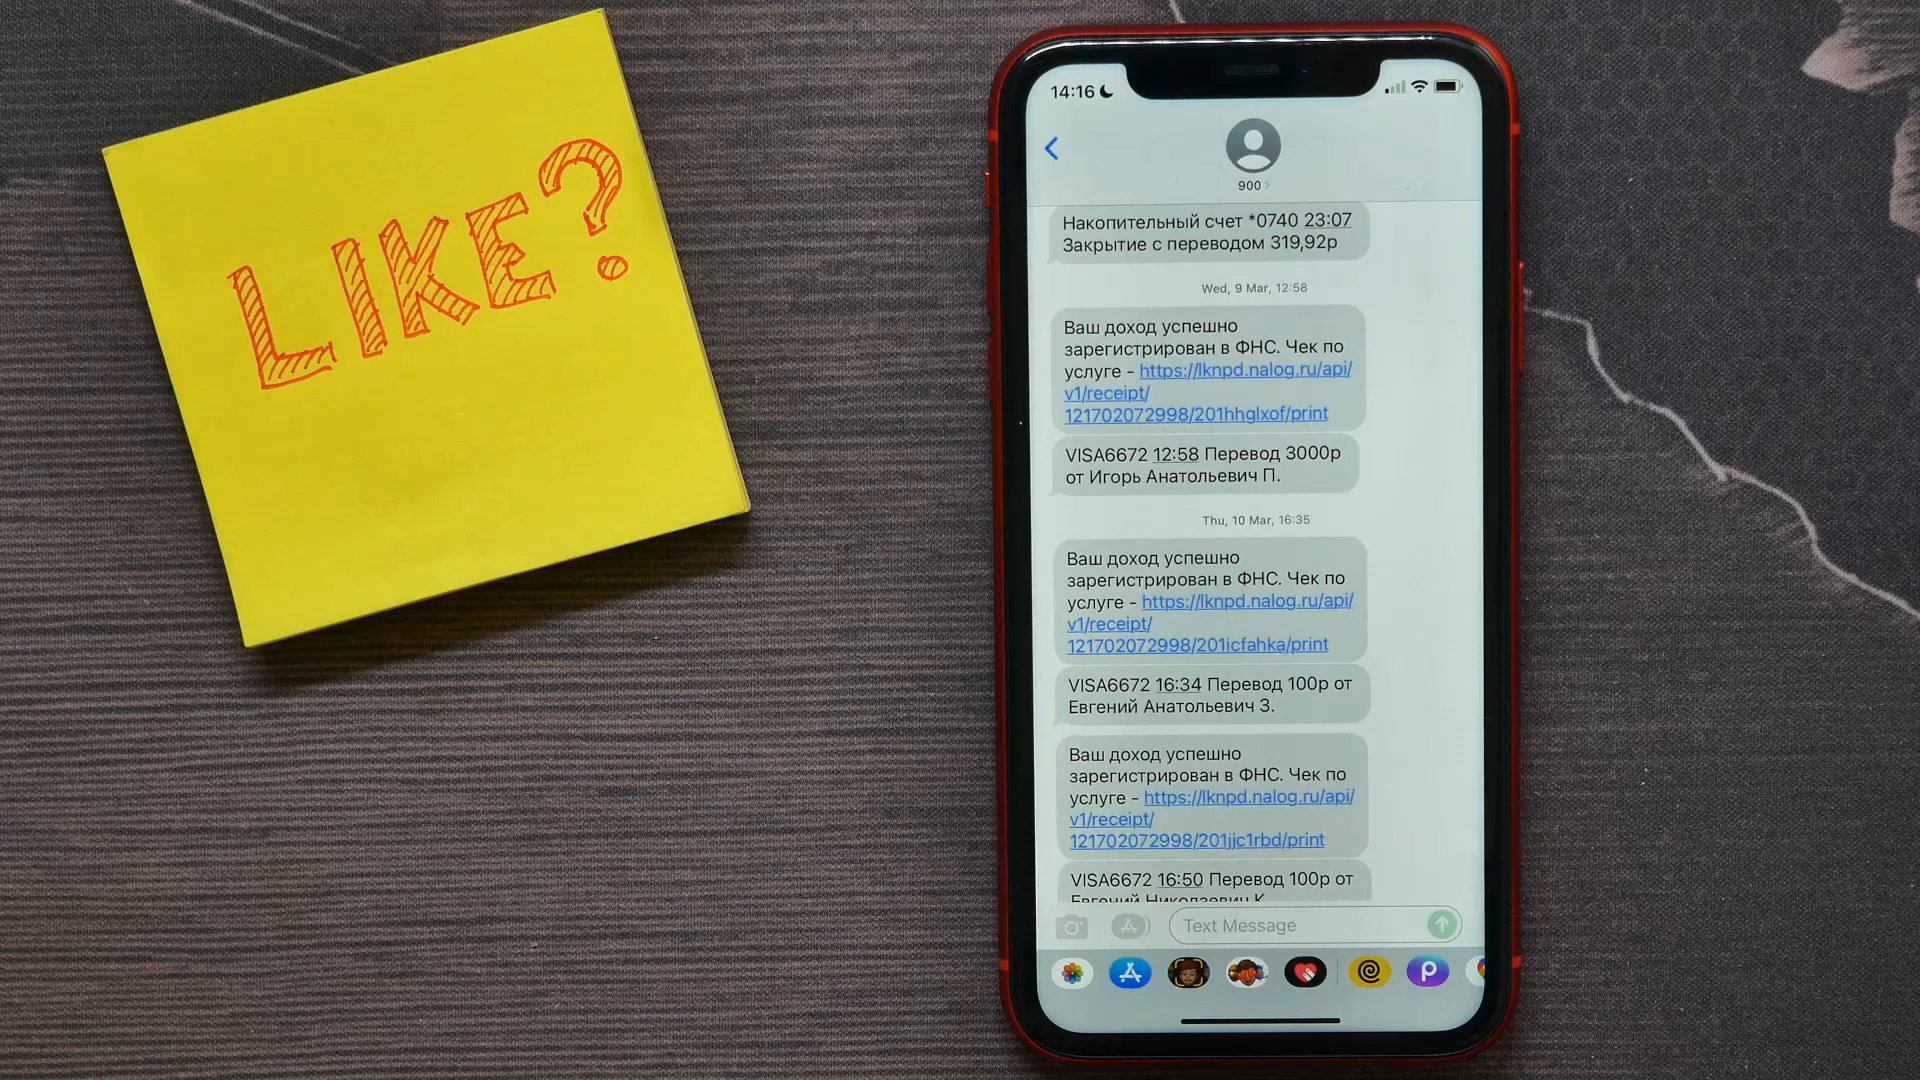 LIKE?
14:16
900
Накопительный счет *0740 23:07
Закрытие с переводом 319,92р
Wed, 9 Mar, 12:58
Ваш доход успешно
зарегистрирован в ФНС. Чек по
услуге - https://lknpd.nalog.ru/api/
v1/receipt/
121702072998/201hhglxof/print
VISA6672 12:58 Перевод 3000р
от Игорь Анатольевич П.
Thu, 10 Mar, 16:35
Ваш доход успешно
зарегистрирован в ФНС. Чек по
услуге - https://lknpd.nalog.ru/api/
v1/receipt/
121702072998/201icfahka/print
VISA6672 16:34 Перевод 100р от
Евгений Анатольевич З.
Ваш доход успешно
зарегистрирован в ФНС. Чек по
услуге - https://lknpd.nalog.ru/api/
v1/receipt/
121702072998/201jjc1rbd/print
VISA6672 16:50 Перевод 100р от
Евгений Николаевич К
Text Message